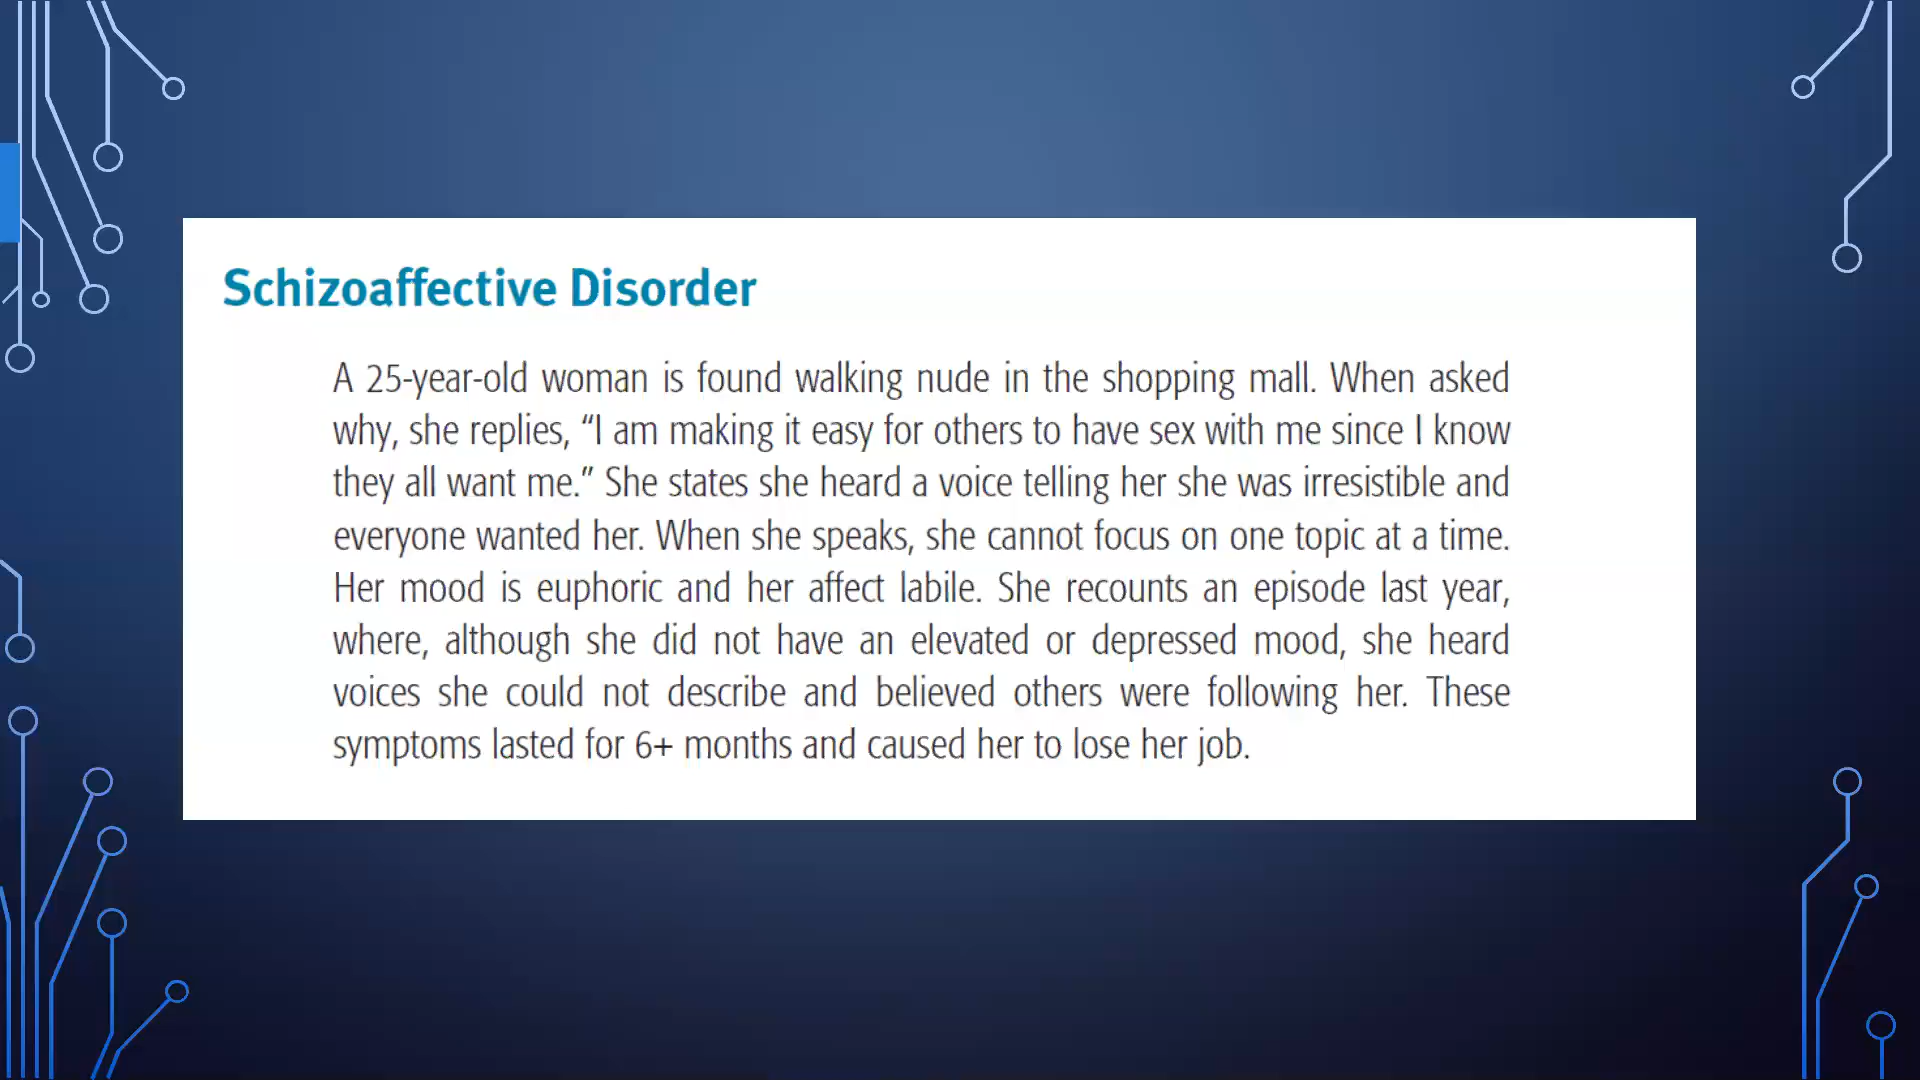 Schizoaffective Disorder
A 25-year-old woman is found walking nude in the shopping mall. When asked
why, she replies, “I am making it easy for others to have sex with me since I know
they all want me.” She states she heard a voice telling her she was irresistible and
everyone wanted her. When she speaks, she cannot focus on one topic at a time.
Her mood is euphoric and her affect labile. She recounts an episode last year,
where, although she did not have an elevated or depressed mood, she heard
voices she could not describe and believed others were following her. These
symptoms lasted for 6+ months and caused her to lose her job.